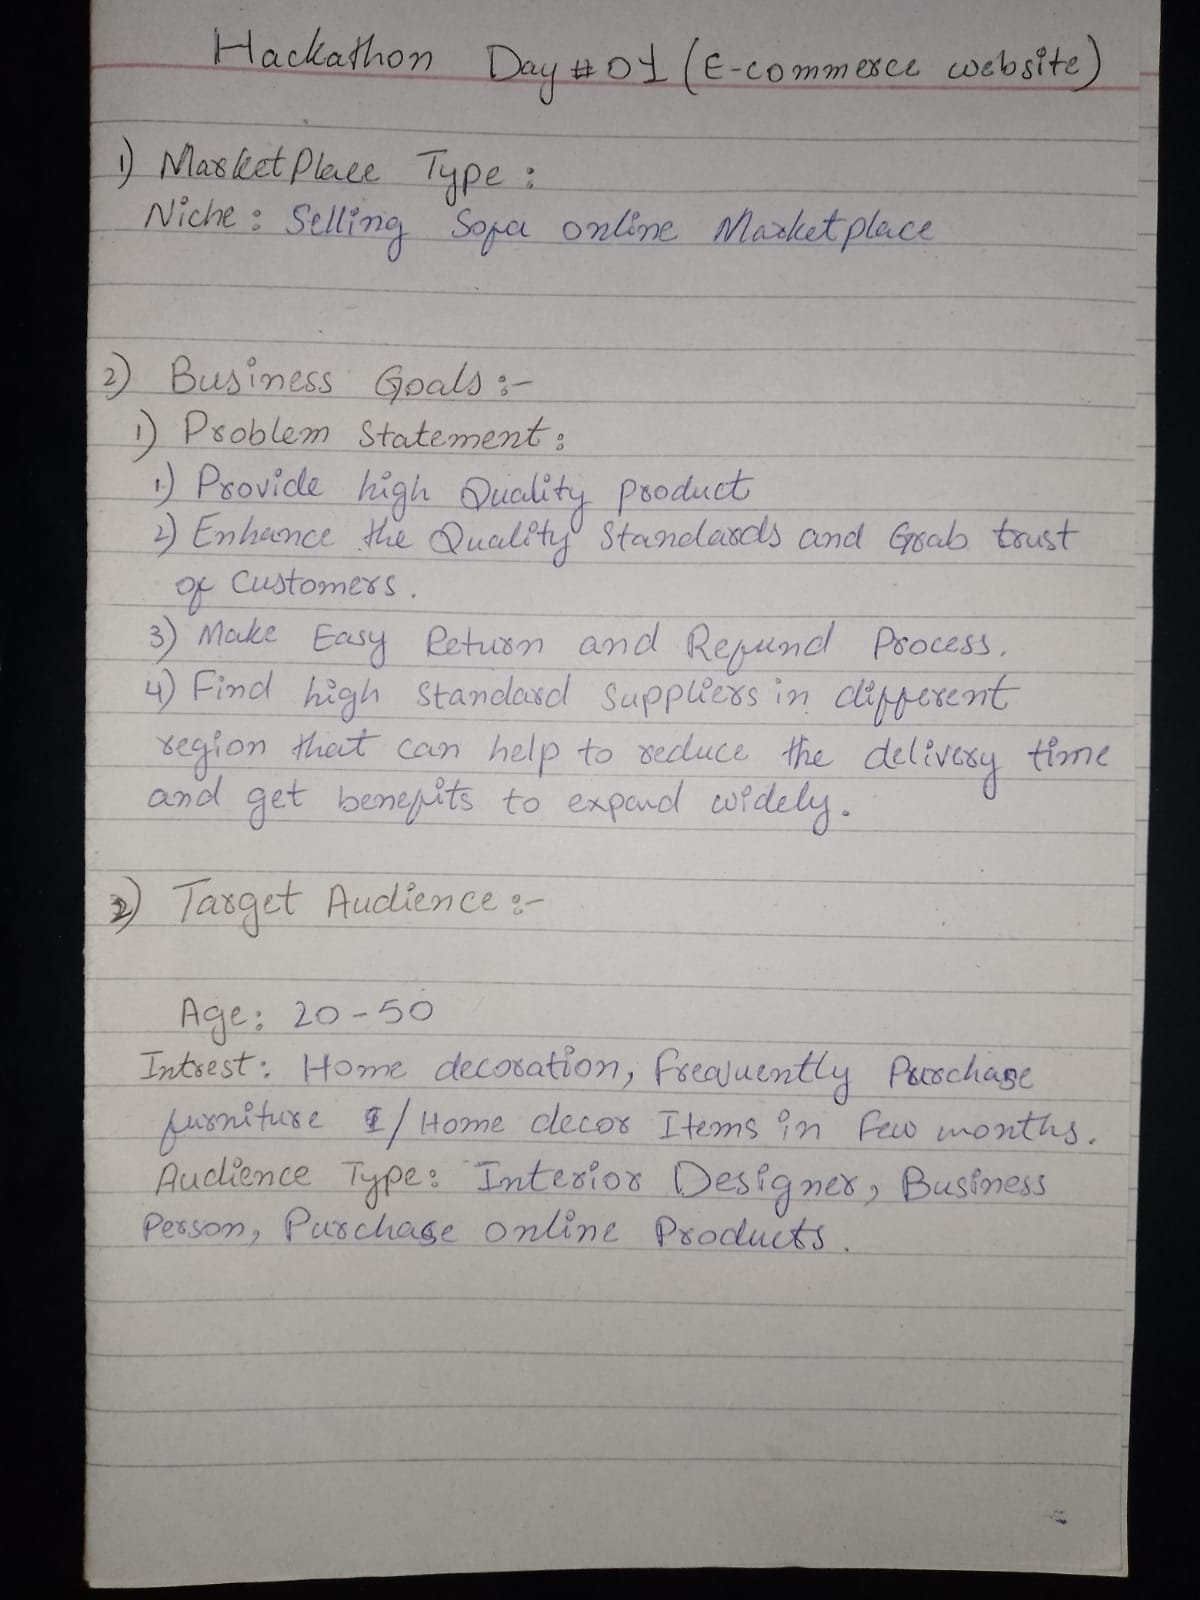 Hackathon Day #01 (E-commerce website)
1) MarketPlace Type :
Niche : Selling Sofa online Marketplace
2) Business Goals :-
1) Problem Statement :
1.) Provide high Quality product
2) Enhance the Quality Standards and Grab trust
of Customers .
3) Make Easy Return and Refund Process .
4) Find high Standard Suppliers in different
region that can help to reduce the delivery time
and get benefits to expand widely .
2) Target Audience :-
Age : 20 - 50
Intrest : Home decoration, Frequently Purchase
furniture / Home decor Items in Few months .
Audience Type : Interior Designer, Business
Person, Purchase online Products .